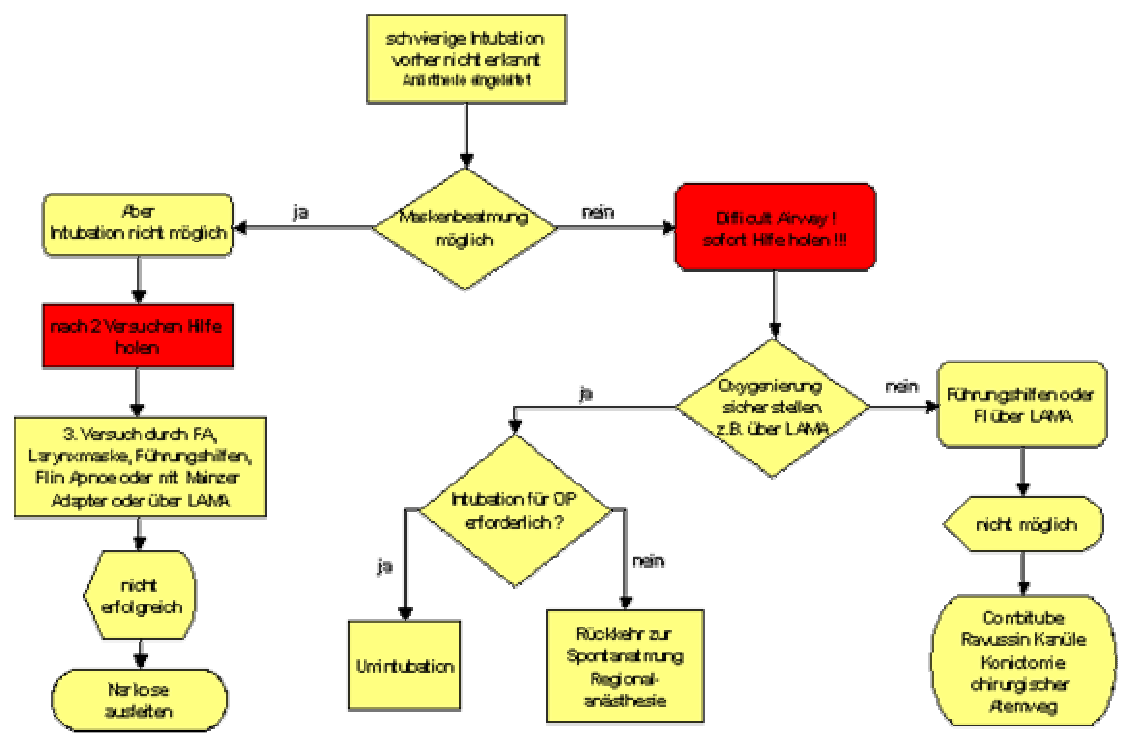 schwierige Intubation
vorher nicht erkannt
Anästhesie eingeleitet
Maskenbeatmung
möglich
ja
nein
Aber
Intubation nicht möglich
Difficult Airway !
sofort Hilfe holen !!!
nach 2 Versuchen Hilfe
holen
3. Versuch durch FA,
Larynxmaske, Führungshilfen,
FI in Apnoe oder mit Mainzer
Adapter oder über LAMA
nicht
erfolgreich
Narkose
ausleiten
Oxygenierung
sicherstellen
z.B. über LAMA
ja
nein
Intubation für OP
erforderlich ?
ja
nein
Umintubation
Rückkehr zur
Spontanatmung
Regional-
anästhesie
Führungshilfen oder
FI über LAMA
nicht möglich
Combitube
Ravussin Kanüle
Koniotomie
chirurgischer
Atemweg